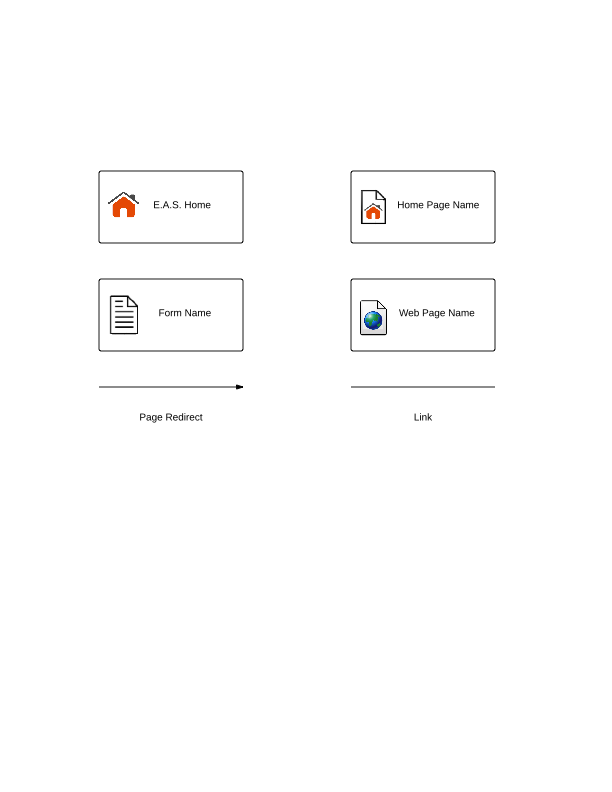 E.A.S. Home
Home Page Name
Form Name
Web Page Name
Page Redirect
Link